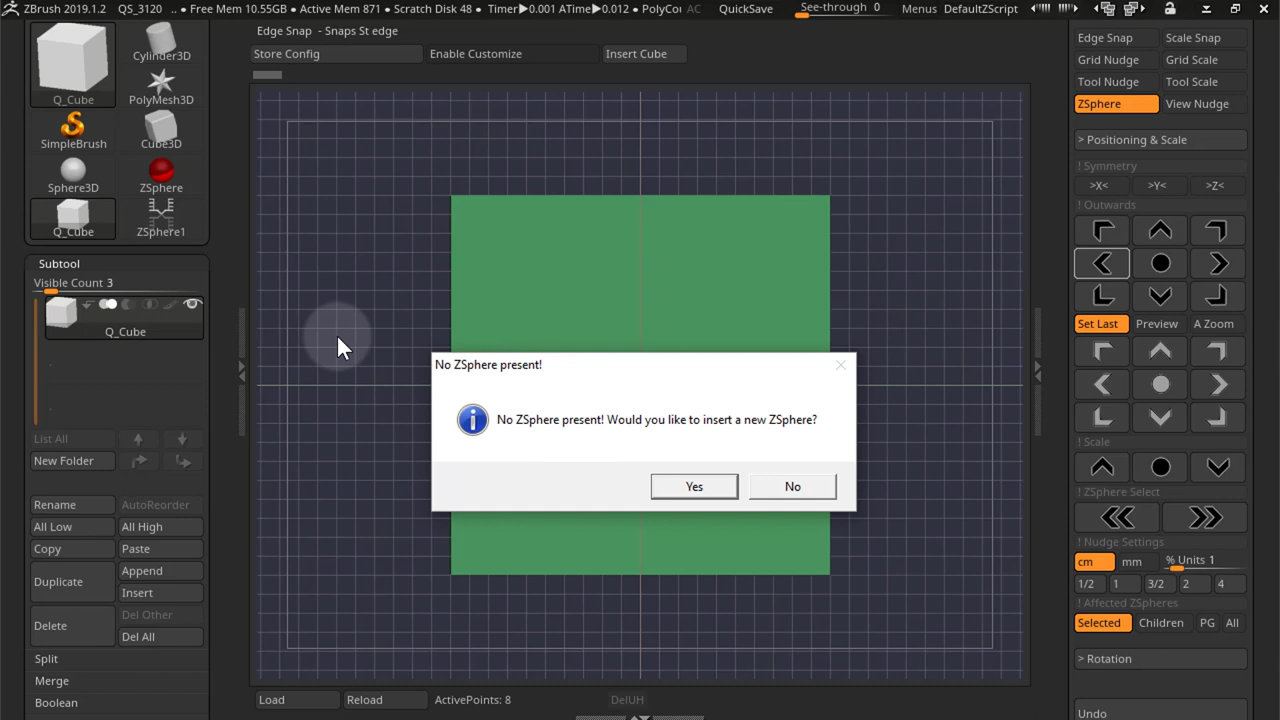 ZBrush 2019.1.2 QS_3120 .. • Free Mem 10.55GB • Active Mem 871 • Scratch Disk 48 • Timer▶0.001 ATime▶0.012 • PolyCo AC QuickSave See-through 0 Menus DefaultZScript
Edge Snap - Snaps St edge
Store Config Enable Customize Insert Cube
Q_Cube
Cylinder3D
PolyMesh3D
SimpleBrush Cube3D
Sphere3D ZSphere
Q_Cube ZSphere1
Subtool
Visible Count 3
Q_Cube
List All
New Folder
Rename AutoReorder
All Low All High
Copy Paste
Duplicate Append
Insert
Delete Del Other
Del All
Split
Merge
Boolean
No ZSphere present!
No ZSphere present! Would you like to insert a new ZSphere?
Yes No
Load Reload ActivePoints: 8 DelUH
Edge Snap Scale Snap
Grid Nudge Grid Scale
Tool Nudge Tool Scale
ZSphere View Nudge
> Positioning & Scale
! Symmetry
>X< >Y< >Z<
! Outwards
Set Last Preview A Zoom
! Scale
! ZSphere Select
! Nudge Settings
cm mm % Units 1
1/2 1 3/2 2 4
! Affected ZSpheres
Selected Children PG All
> Rotation
Undo